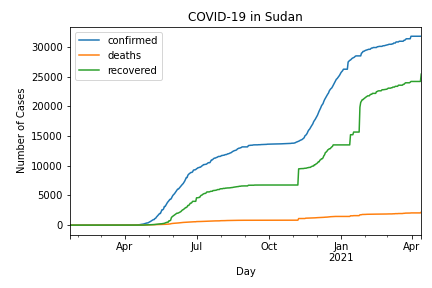 COVID-19 in Sudan
confirmed
deaths
recovered
Number of Cases
30000
25000
20000
15000
10000
5000
0
Apr
Jul
Oct
Jan
2021
Apr
Day